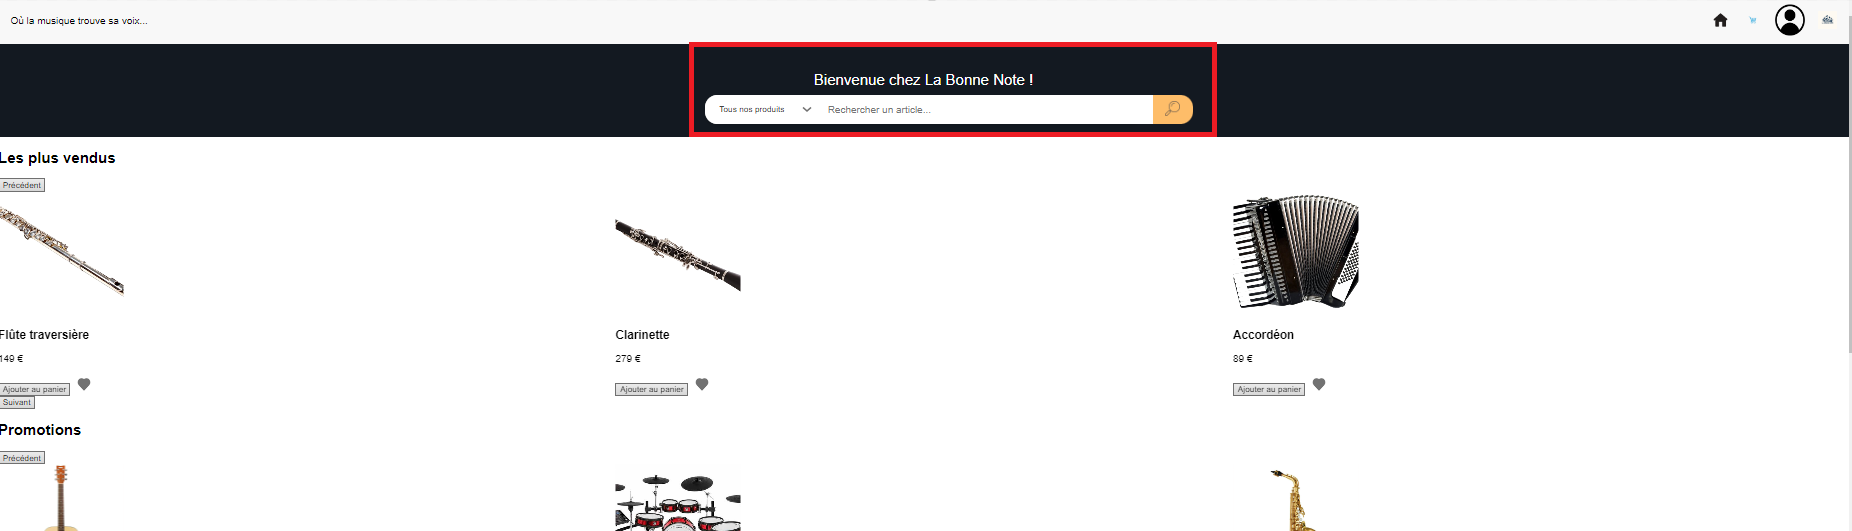 Où la musique trouve sa voix...
Bienvenue chez La Bonne Note !
Tous nos produits Rechercher un article...
Les plus vendus
Précédent
Flûte traversière Clarinette Accordéon
149 € 279 € 89 €
Ajouter au panier Ajouter au panier Ajouter au panier
Suivant
Promotions
Précédent